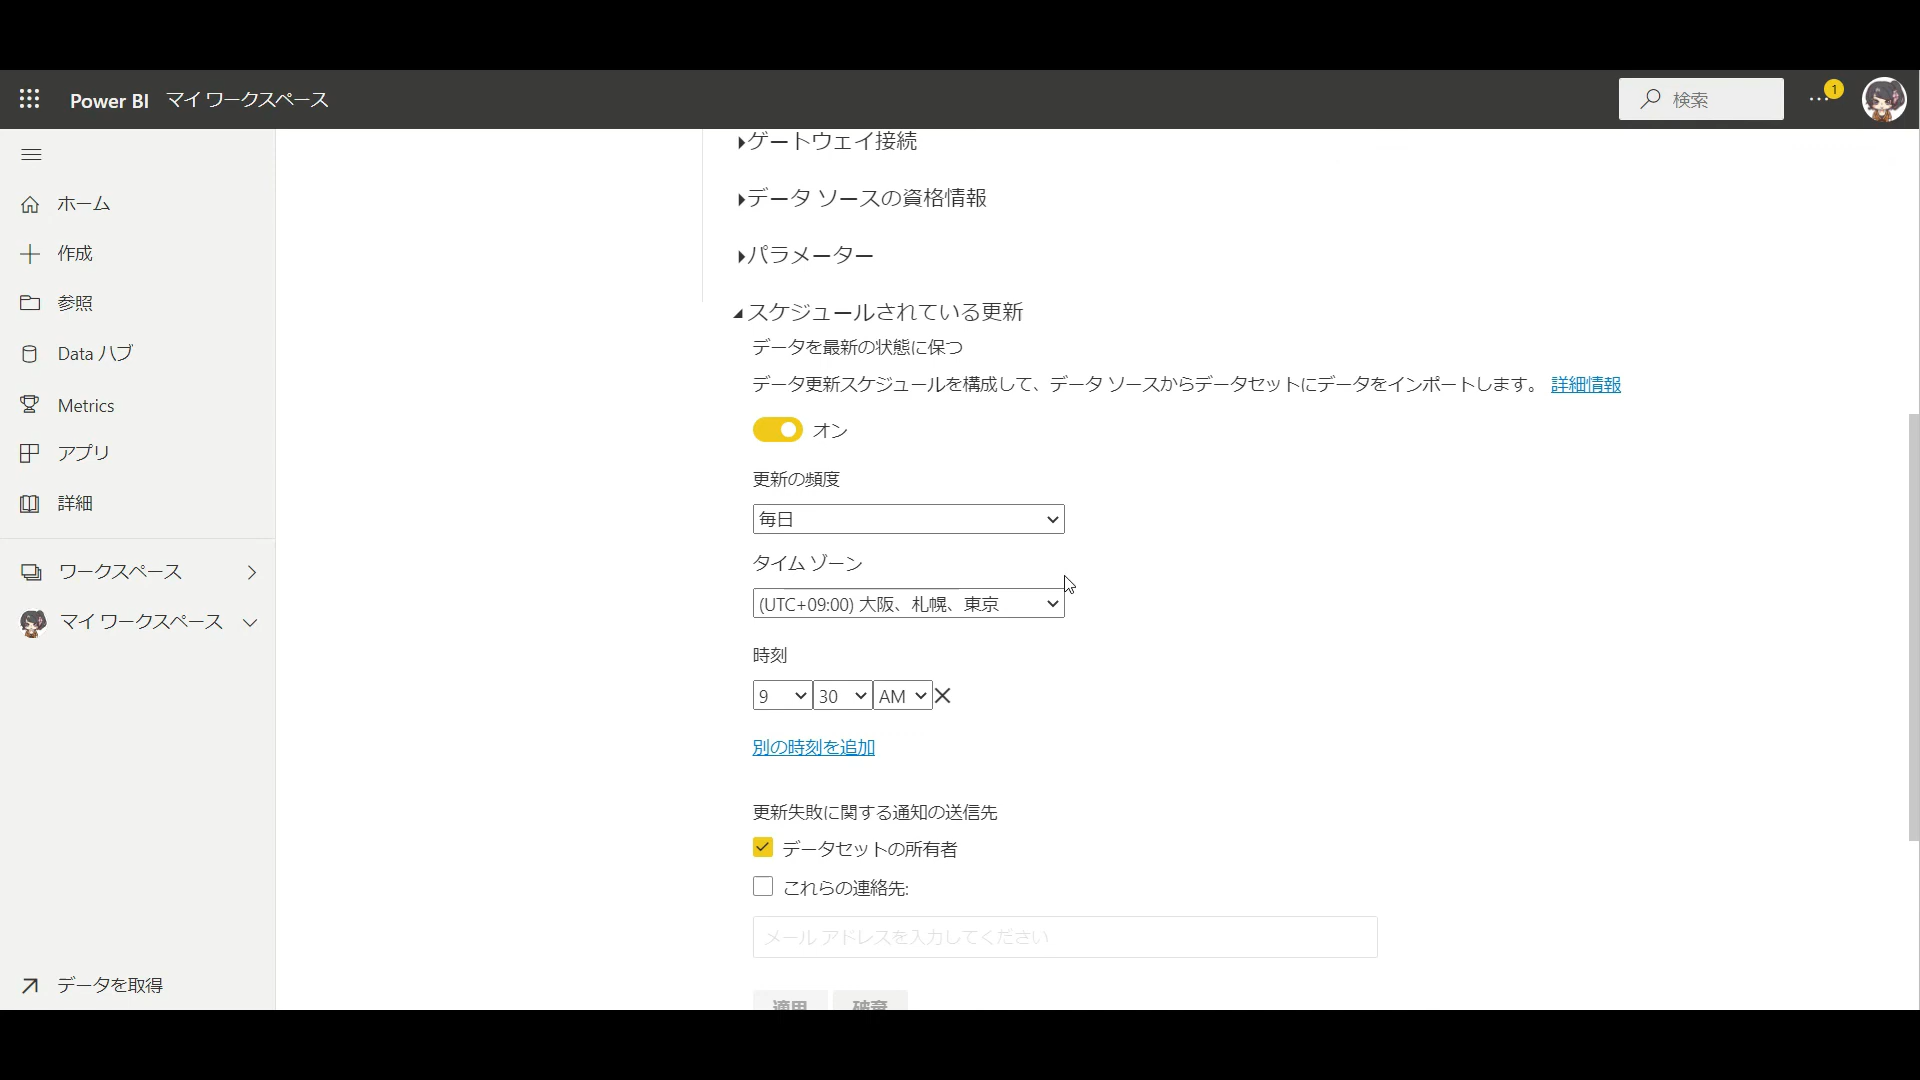 Power BI マイ ワークスペース
検索
1
ホーム
作成
参照
Data ハブ
Metrics
アプリ
詳細
ワークスペース
マイ ワークスペース
データを取得
ゲートウェイ接続
データ ソースの資格情報
パラメーター
スケジュールされている更新
データを最新の状態に保つ
データ更新スケジュールを構成して、データ ソースからデータセットにデータをインポートします。 詳細情報
オン
更新の頻度
毎日
タイム ゾーン
(UTC+09:00) 大阪、札幌、東京
時刻
9 30 AM
別の時刻を追加
更新失敗に関する通知の送信先
データセットの所有者
これらの連絡先:
メール アドレスを入力してください
適用 破棄